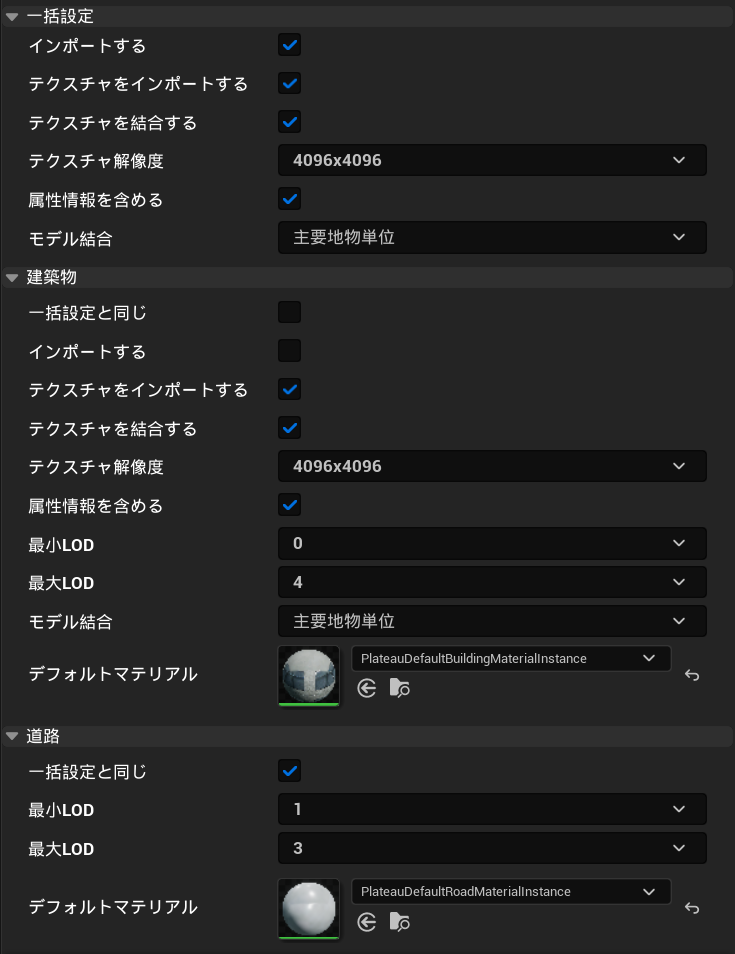 一括設定
インポートする
テクスチャをインポートする
テクスチャを結合する
テクスチャ解像度 4096x4096
属性情報を含める
モデル結合 主要地物単位
建築物
一括設定と同じ
インポートする
テクスチャをインポートする
テクスチャを結合する
テクスチャ解像度 4096x4096
属性情報を含める
最小LOD 0
最大LOD 4
モデル結合 主要地物単位
デフォルトマテリアル PlateauDefaultBuildingMaterialInstance
道路
一括設定と同じ
最小LOD 1
最大LOD 3
デフォルトマテリアル PlateauDefaultRoadMaterialInstance